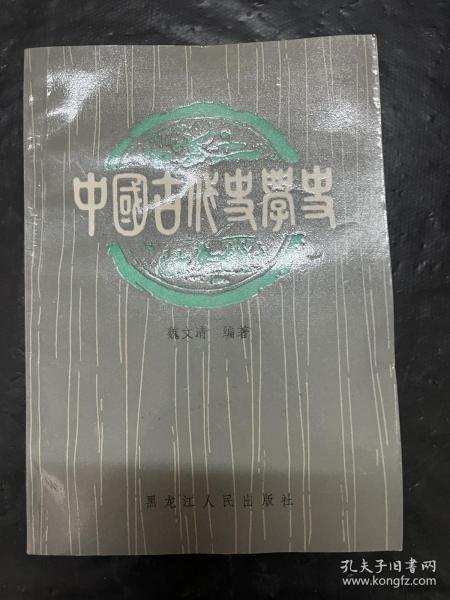 中國古代史學史
魏文清 编著
黑龙江人民出版社
孔夫子旧书网
www.kongfz.com